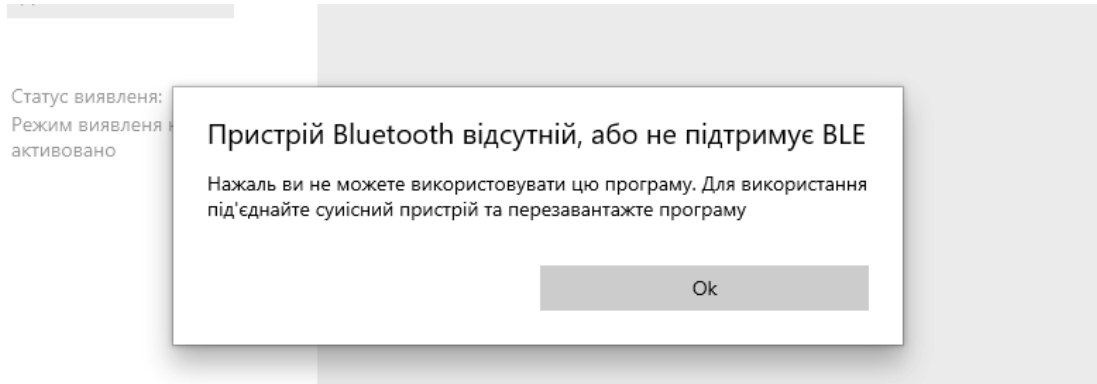 Статус виявленя:
Режим виявленя
активовано
Пристрій Bluetooth відсутній, або не підтримує BLE
Нажаль ви не можете використовувати цю програму. Для використання
під'єднайте суиісний пристрій та перезавантажте програму
Ok